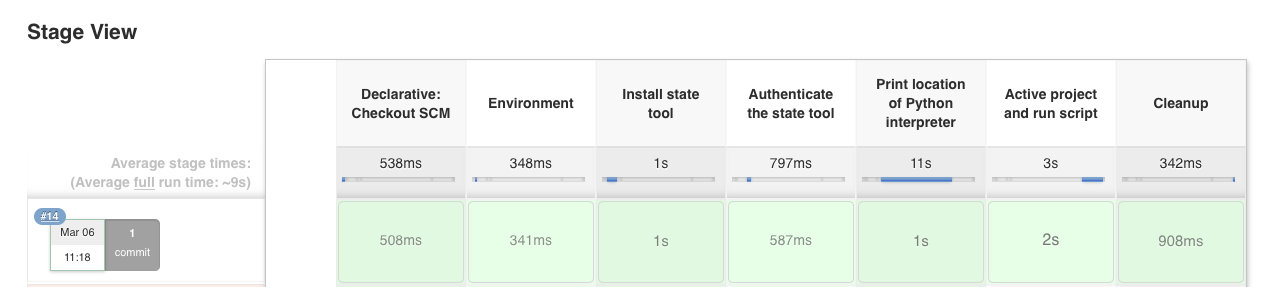 Stage View
Declarative:
Checkout SCM
Environment
Install state
tool
Authenticate
the state tool
Print location
of Python
interpreter
Active project
and run script
Cleanup
Average stage times:
(Average full run time: ~9s)
538ms
348ms
1s
797ms
11s
3s
342ms
#14
Mar 06
11:18
1
commit
508ms
341ms
1s
587ms
1s
2s
908ms